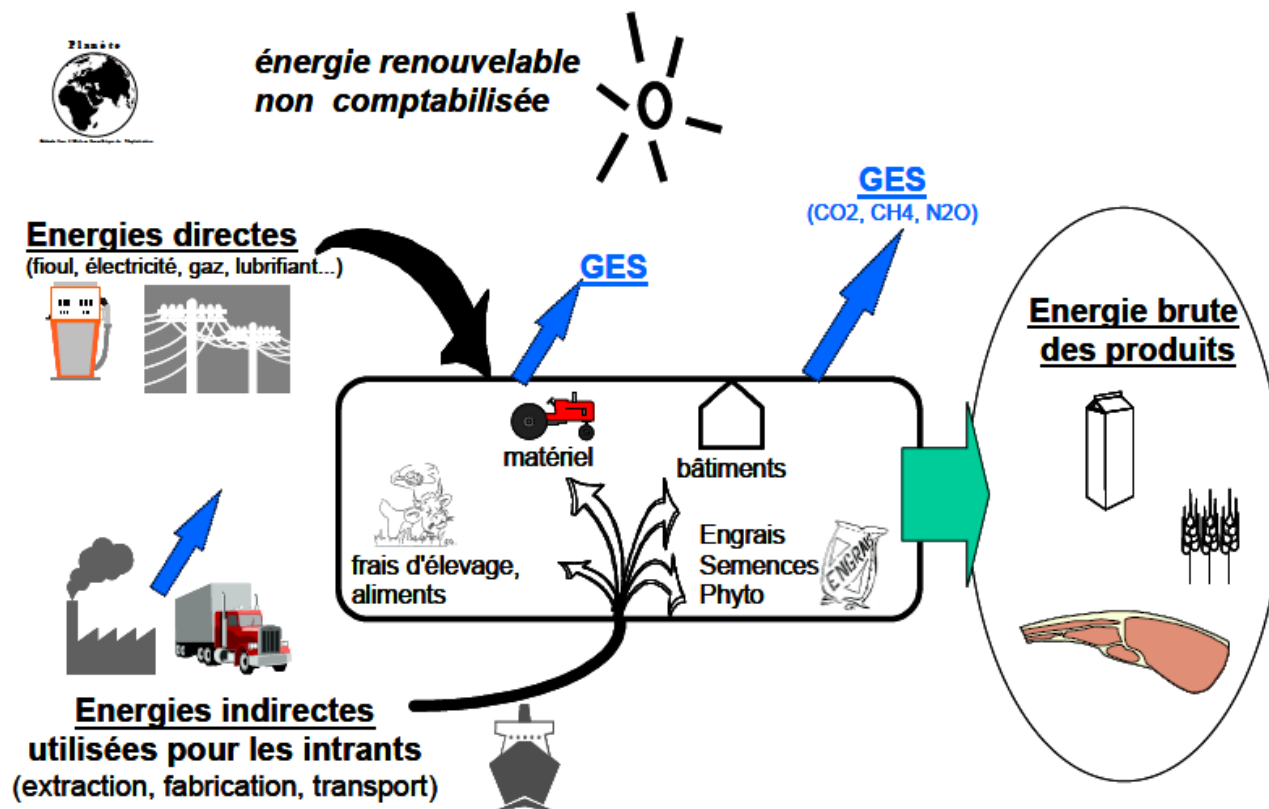 Planète
énergie renouvelable
non comptabilisée
GES
(CO2, CH4, N2O)
Energies directes
(fioul, électricité, gaz, lubrifiant...)
GES
Energie brute
des produits
matériel
bâtiments
frais d'élevage,
aliments
Engrais
Semences
Phyto
ENGRAIS
Energies indirectes
utilisées pour les intrants
(extraction, fabrication, transport)